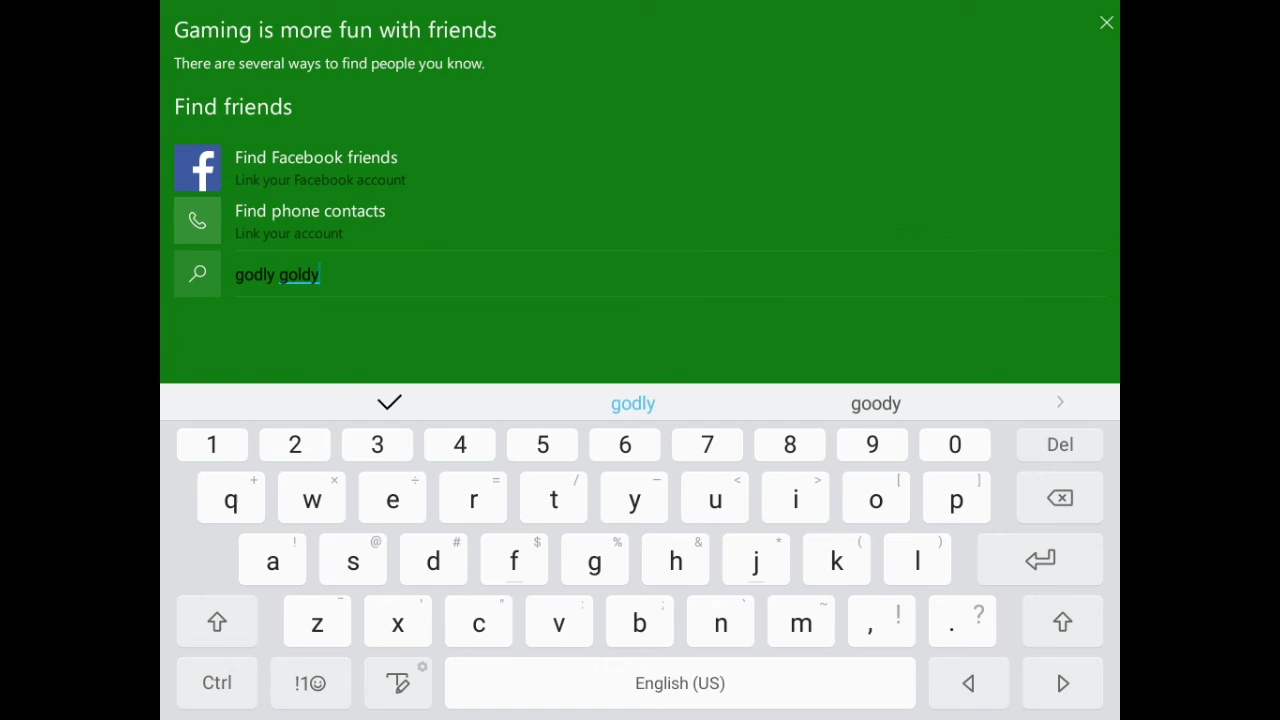 Gaming is more fun with friends
There are several ways to find people you know.
Find friends
Find Facebook friends
Link your Facebook account
Find phone contacts
Link your account
godly goldy
godly goody
1 2 3 4 5 6 7 8 9 0 Del
q + w × e ÷ r = t / y − u < i > o [ p ]
a ! s @ d # f $ g % h & j * k ( l )
z x ' c " v : b ; n ` m ~ , ! . ?
Ctrl !1☺ English (US)